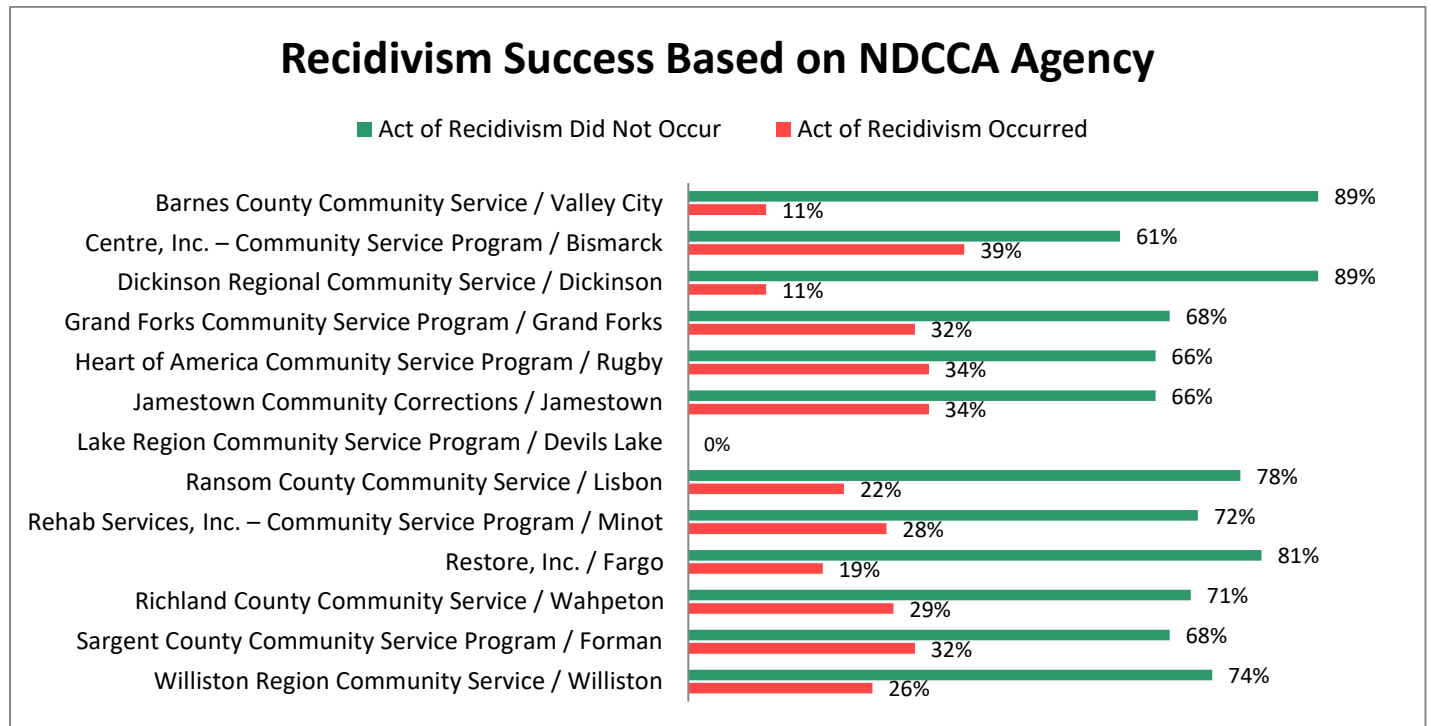 Recidivism Success Based on NDCCA Agency
Act of Recidivism Did Not Occur Act of Recidivism Occurred
Barnes County Community Service / Valley City 89%
11%
Centre, Inc. – Community Service Program / Bismarck 61%
39%
Dickinson Regional Community Service / Dickinson 89%
11%
Grand Forks Community Service Program / Grand Forks 68%
32%
Heart of America Community Service Program / Rugby 66%
34%
Jamestown Community Corrections / Jamestown 66%
34%
Lake Region Community Service Program / Devils Lake 0%
Ransom County Community Service / Lisbon 78%
22%
Rehab Services, Inc. – Community Service Program / Minot 72%
28%
Restore, Inc. / Fargo 81%
19%
Richland County Community Service / Wahpeton 71%
29%
Sargent County Community Service Program / Forman 68%
32%
Williston Region Community Service / Williston 74%
26%